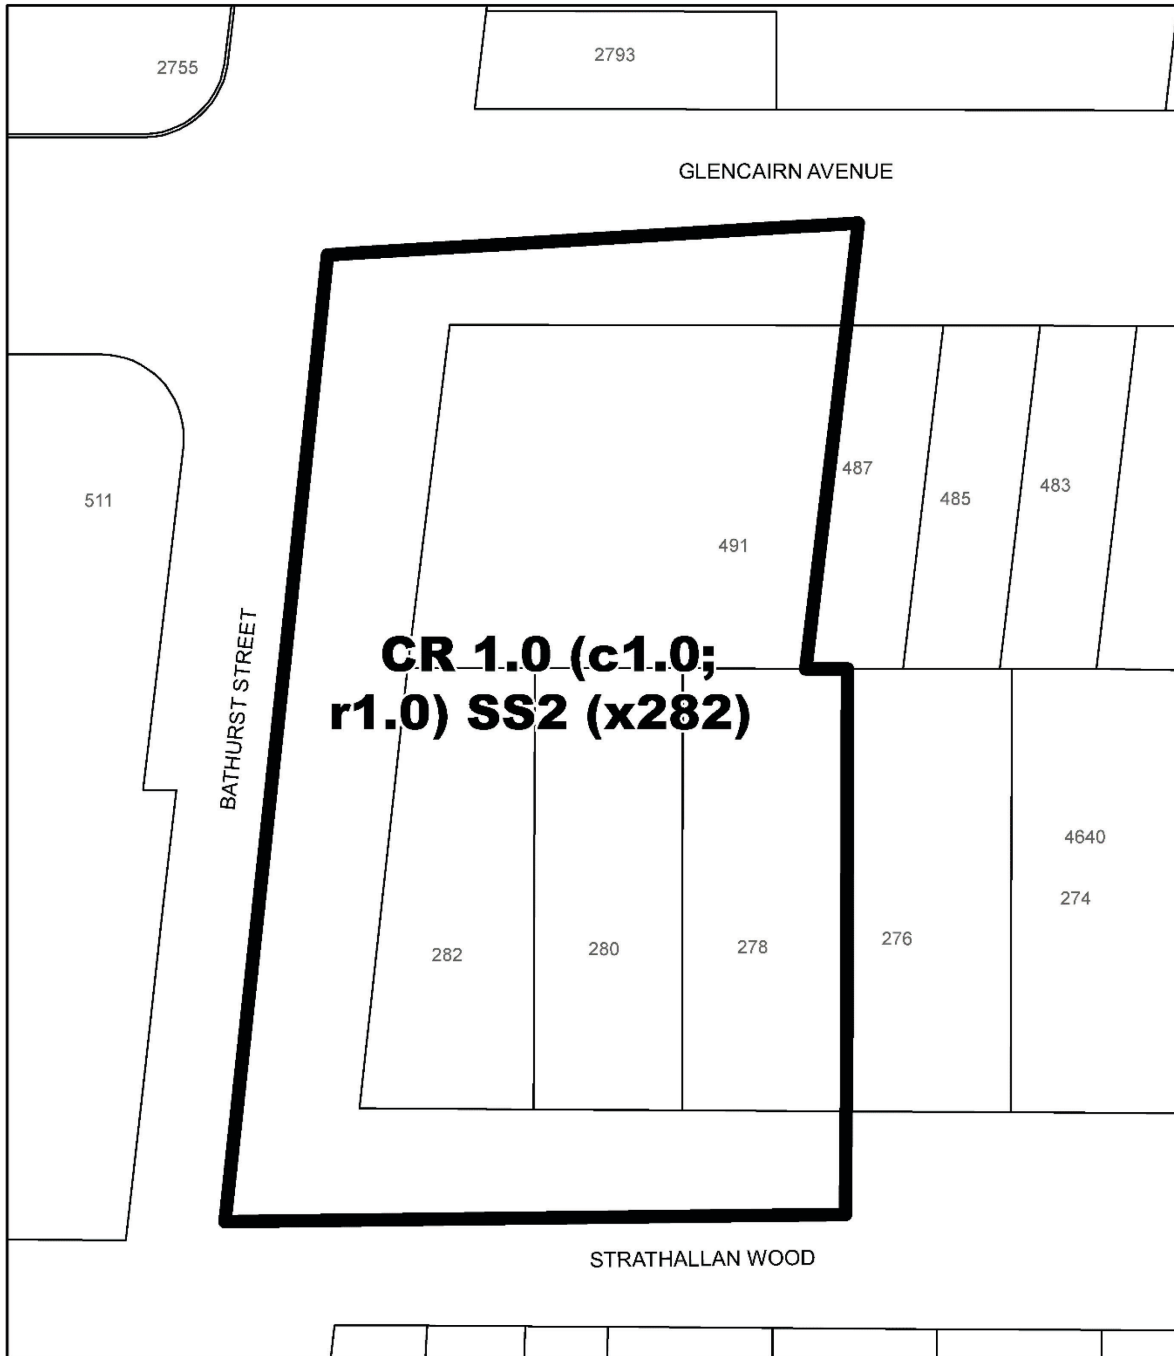 2755
2793
GLENCAIRN AVENUE
487
485
483
511
491
BATHURST STREET
CR 1.0 (c1.0;
r1.0) SS2 (x282)
4640
274
282
280
278
276
STRATHALLAN WOOD